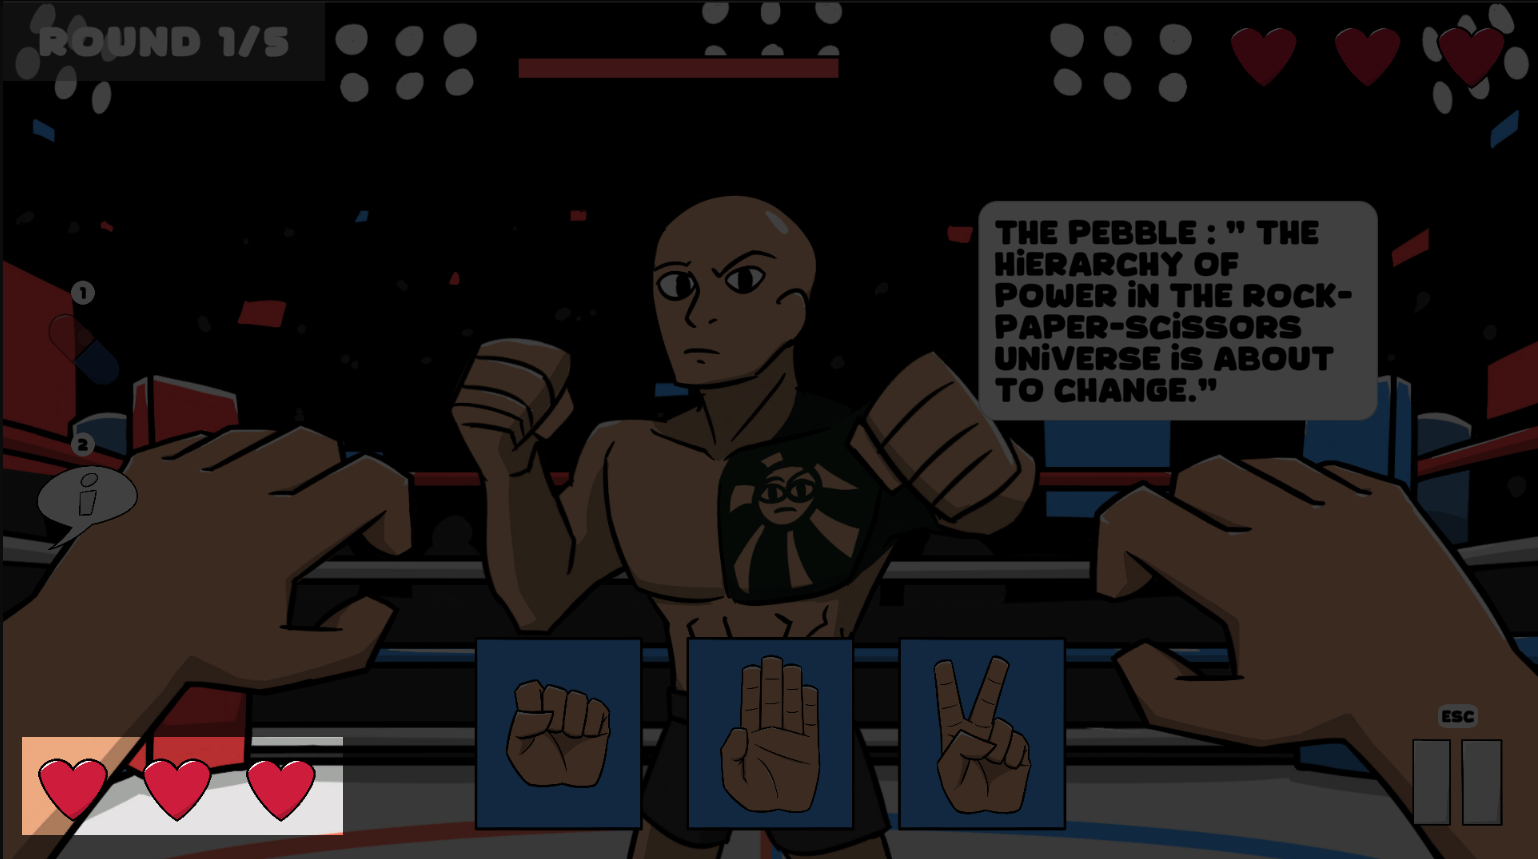 ROUND 1/5
THE PEBBLE : " THE
HiERARCHY OF
POWER iN THE ROCK-
PAPER-SCiSSORS
UNiVERSE iS ABOUT
TO CHANGE."
1
2
i
ESC